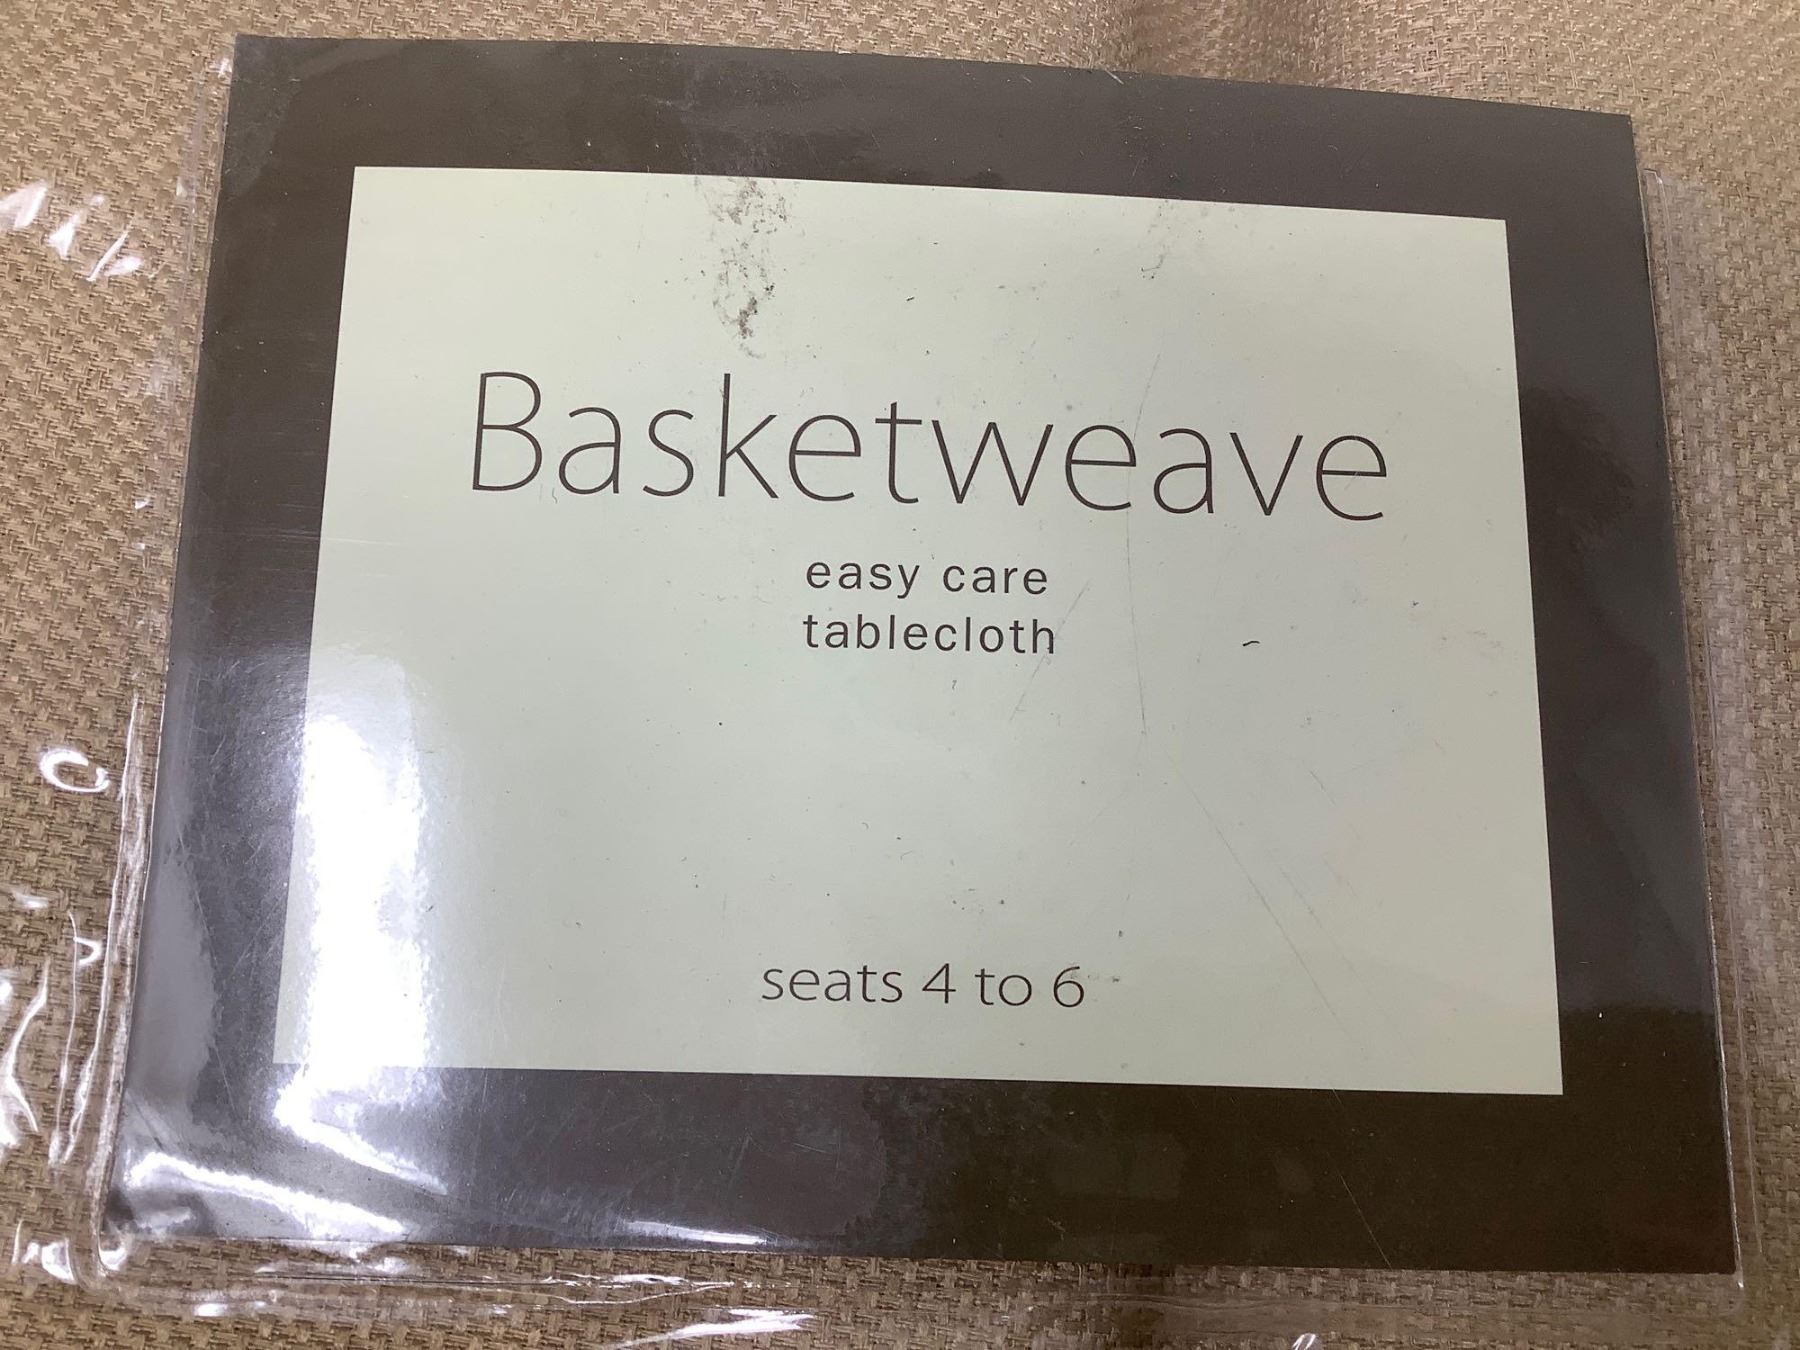 Basketweave
easy care
tablecloth
seats 4 to 6